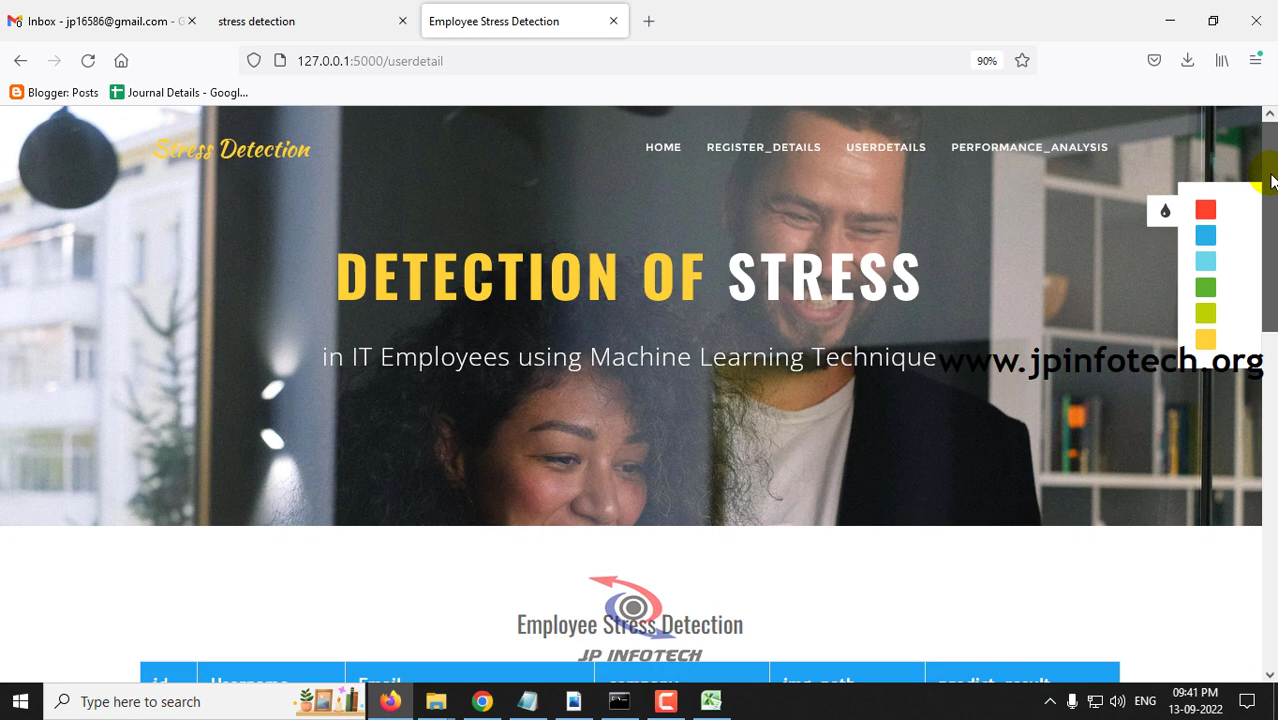 Inbox - jp16586@gmail.com - G
stress detection
Employee Stress Detection
127.0.0.1:5000/userdetail
90%
Blogger: Posts
Journal Details - Googl...
Stress Detection
HOME
REGISTER_DETAILS
USERDETAILS
PERFORMANCE_ANALYSIS
DETECTION OF STRESS
in IT Employees using Machine Learning Technique
www.jpinfotech.org
Employee Stress Detection
JP INFOTECH
id Username Email company img_path predict_result
Type here to search
ENG
09:41 PM
13-09-2022